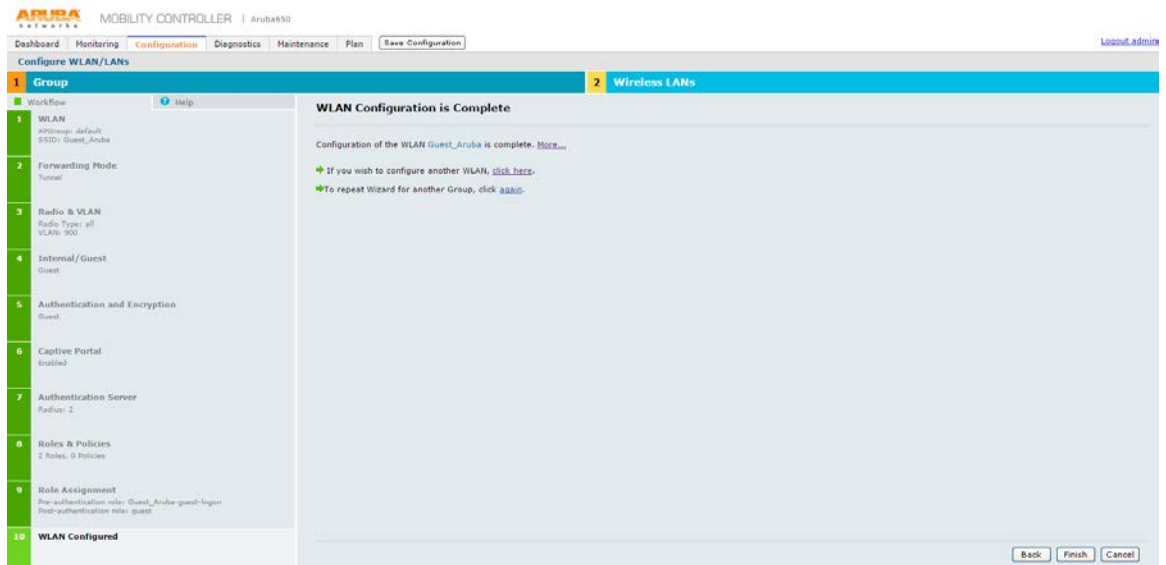 ARUBA networks MOBILITY CONTROLLER | Aruba650
Dashboard Monitoring Configuration Diagnostics Maintenance Plan Save Configuration Logout admin
Configure WLAN/LANs
1 Group 2 Wireless LANs
Workflow Help
WLAN Configuration is Complete
1 WLAN
APGroup: default
SSID: Guest_Aruba
Configuration of the WLAN Guest_Aruba is complete. More...
2 Forwarding Mode
Tunnel
If you wish to configure another WLAN, click here.
To repeat Wizard for another Group, click again.
3 Radio & VLAN
Radio Type: all
VLAN: 900
4 Internal/Guest
Guest
5 Authentication and Encryption
Guest
6 Captive Portal
Enabled
7 Authentication Server
Radius: 2
8 Roles & Policies
2 Roles, 0 Policies
9 Role Assignment
Pre-authentication role: Guest_Aruba-guest-logon
Post-authentication role: guest
10 WLAN Configured
Back Finish Cancel